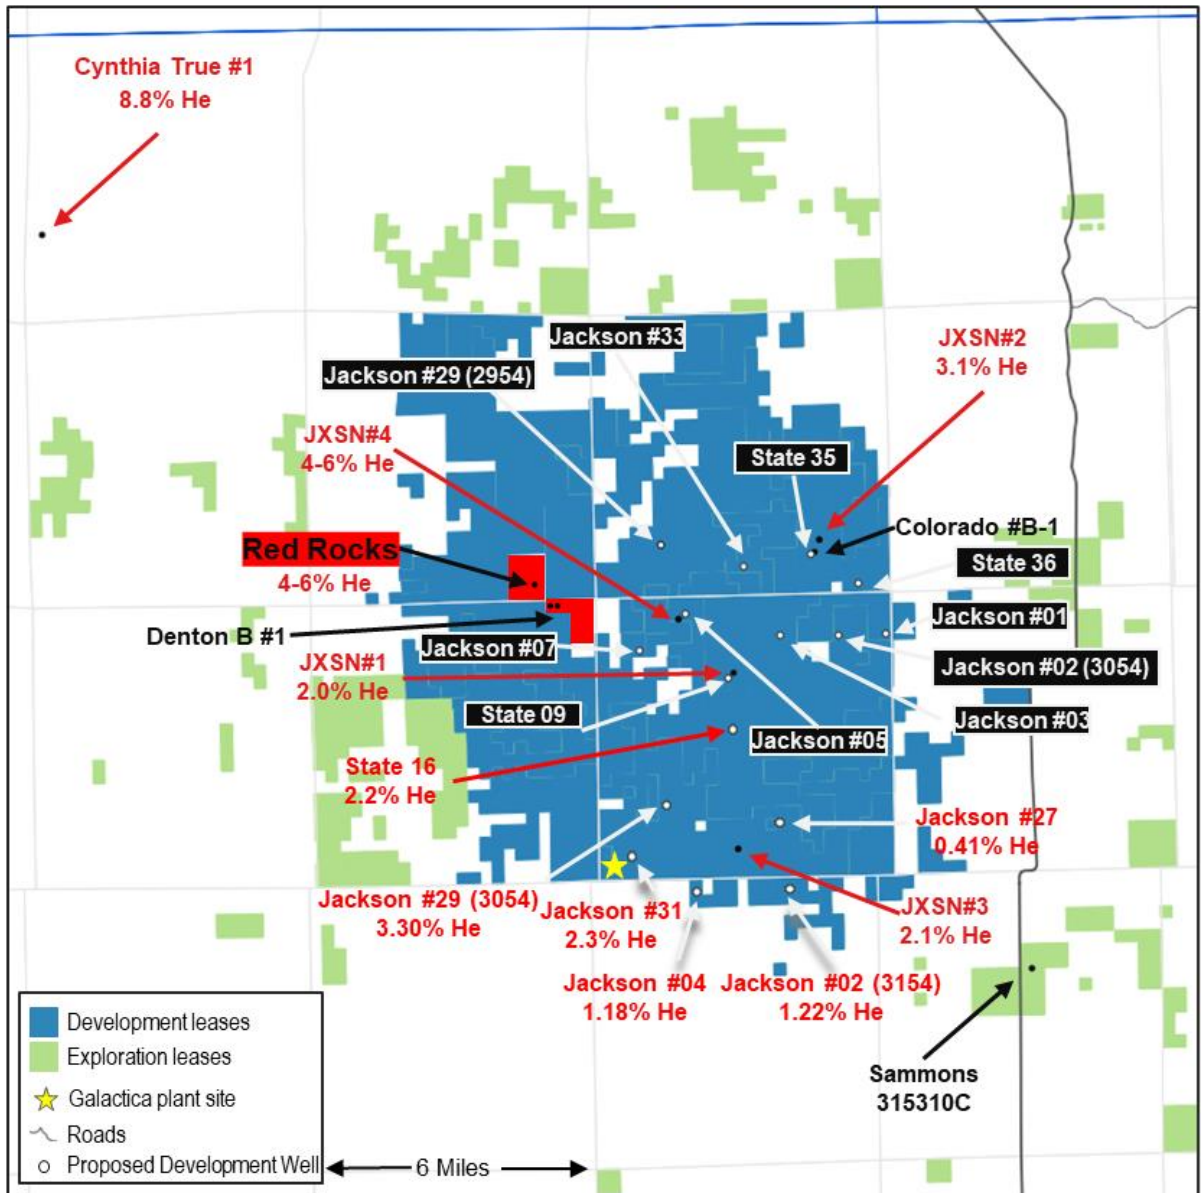 Cynthia True #1
8.8% He
Jackson #33
JXSN#2
3.1% He
Jackson #29 (2954)
JXSN#4
4-6% He
State 35
Colorado #B-1
Red Rocks
4-6% He
State 36
Denton B #1
Jackson #07
Jackson #01
JXSN#1
2.0% He
Jackson #02 (3054)
State 09
Jackson #03
Jackson #05
State 16
2.2% He
Jackson #27
0.41% He
Jackson #29 (3054)
3.30% He
Jackson #31
2.3% He
JXSN#3
2.1% He
Jackson #04
1.18% He
Jackson #02 (3154)
1.22% He
Sammons
315310C
Development leases
Exploration leases
Galactica plant site
Roads
Proposed Development Well
6 Miles